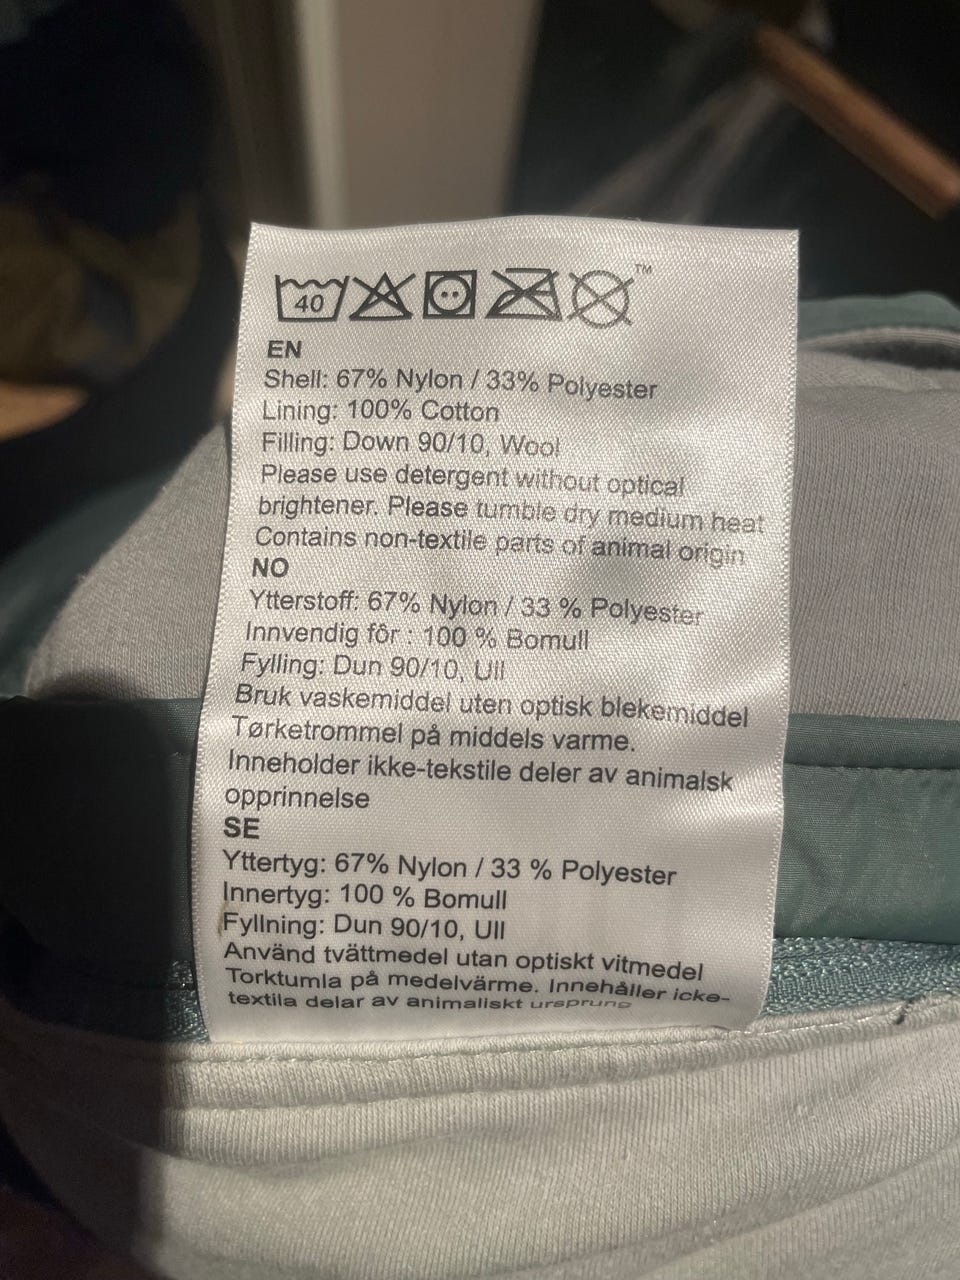 40
TM
EN
Shell: 67% Nylon / 33% Polyester
Lining: 100% Cotton
Filling: Down 90/10, Wool
Please use detergent without optical
brightener. Please tumble dry medium heat
Contains non-textile parts of animal origin
NO
Ytterstoff: 67% Nylon / 33 % Polyester
Innvendig fôr : 100 % Bomull
Fylling: Dun 90/10, Ull
Bruk vaskemiddel uten optisk blekemiddel
Tørketrommel på middels varme.
Inneholder ikke-tekstile deler av animalsk
opprinnelse
SE
Yttertyg: 67% Nylon / 33 % Polyester
Innertyg: 100 % Bomull
Fyllning: Dun 90/10, Ull
Använd tvättmedel utan optiskt vitmedel
Torktumla på medelvärme. Innehåller icke-
textila delar av animaliskt ursprung